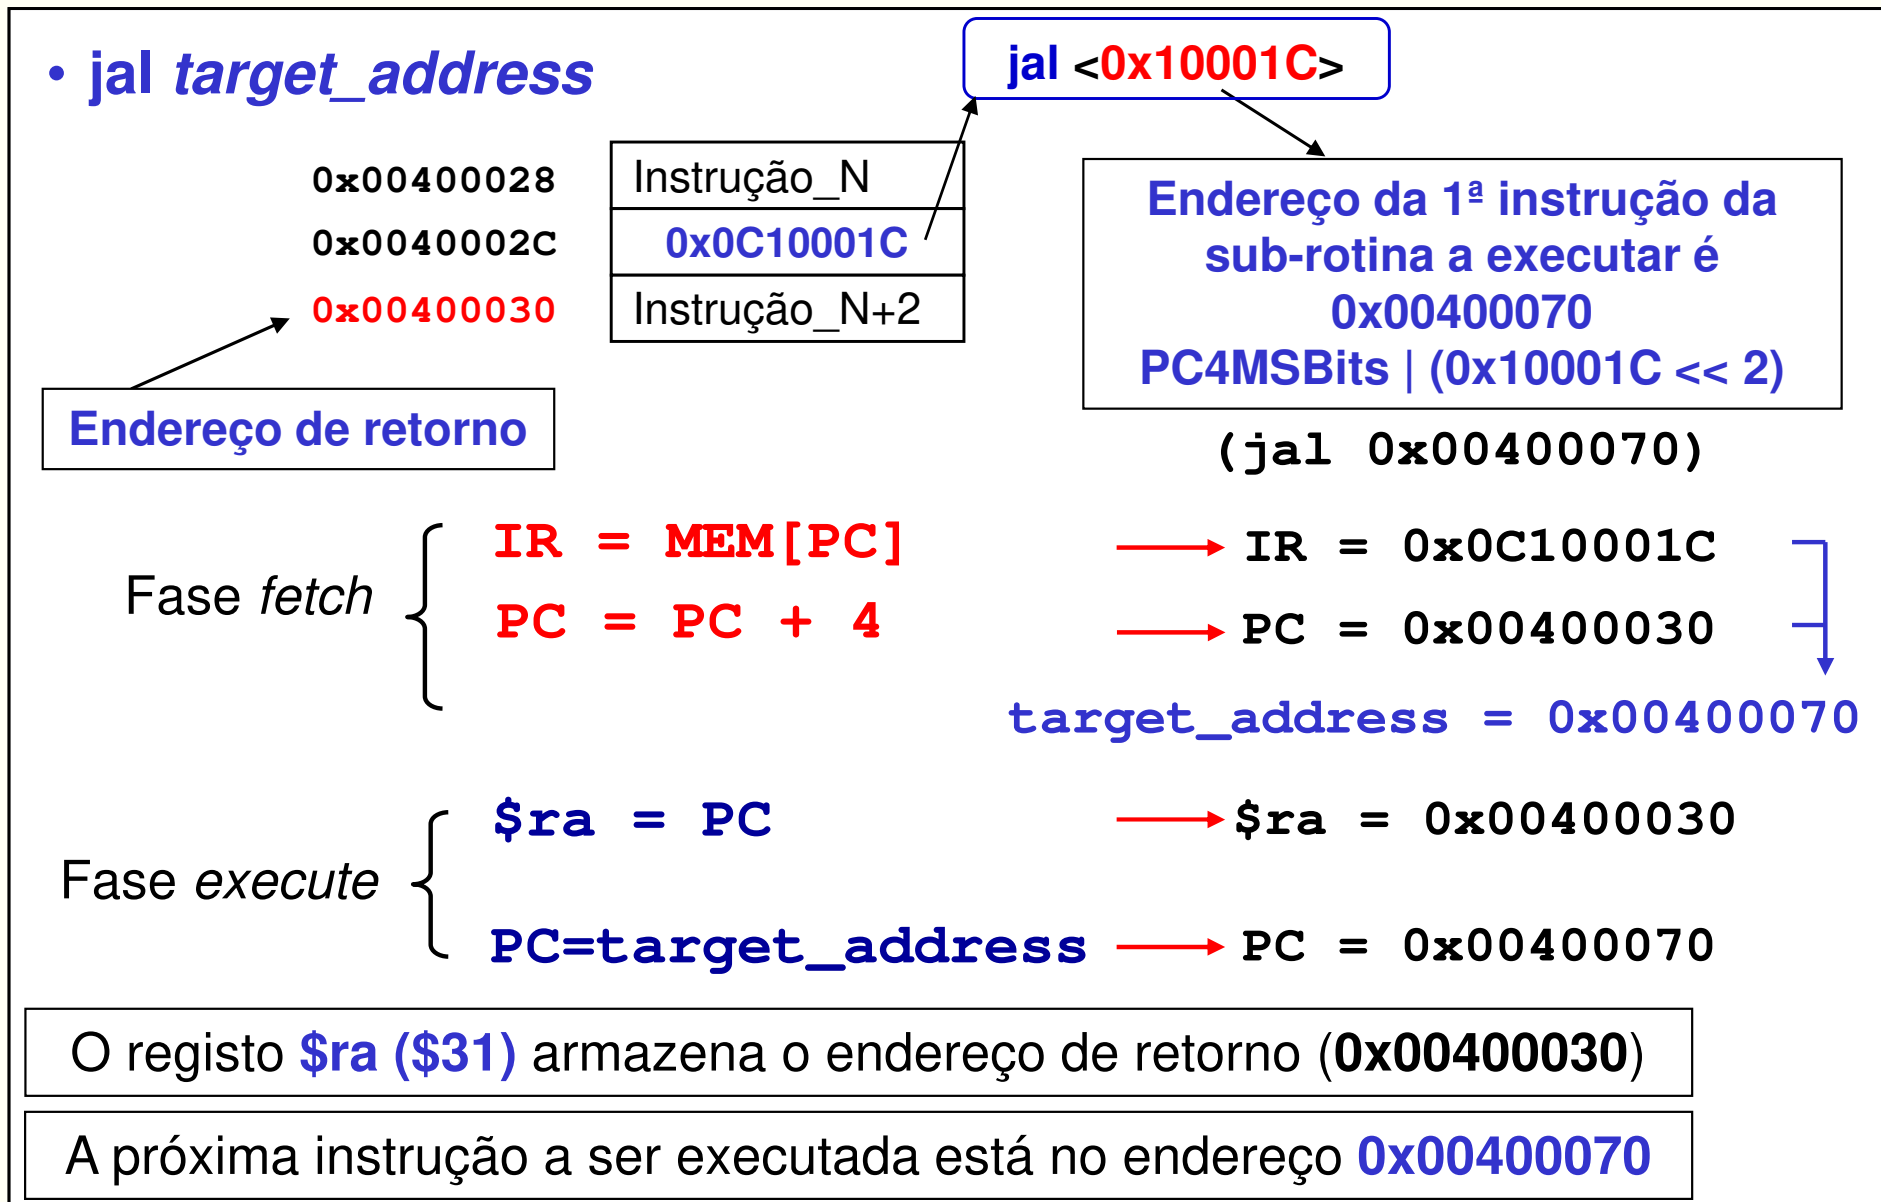 • jal target_address
jal <0x10001C>
0x00400028 Instrução_N
0x0040002C 0x0C10001C
0x00400030 Instrução_N+2
Endereço de retorno
Endereço da 1ª instrução da
sub-rotina a executar é
0x00400070
PC4MSBits | (0x10001C << 2)
(jal 0x00400070)
Fase fetch
IR = MEM[PC]
IR = 0x0C10001C
PC = PC + 4
PC = 0x00400030
target_address = 0x00400070
Fase execute
$ra = PC
$ra = 0x00400030
PC=target_address
PC = 0x00400070
O registo $ra ($31) armazena o endereço de retorno (0x00400030)
A próxima instrução a ser executada está no endereço 0x00400070